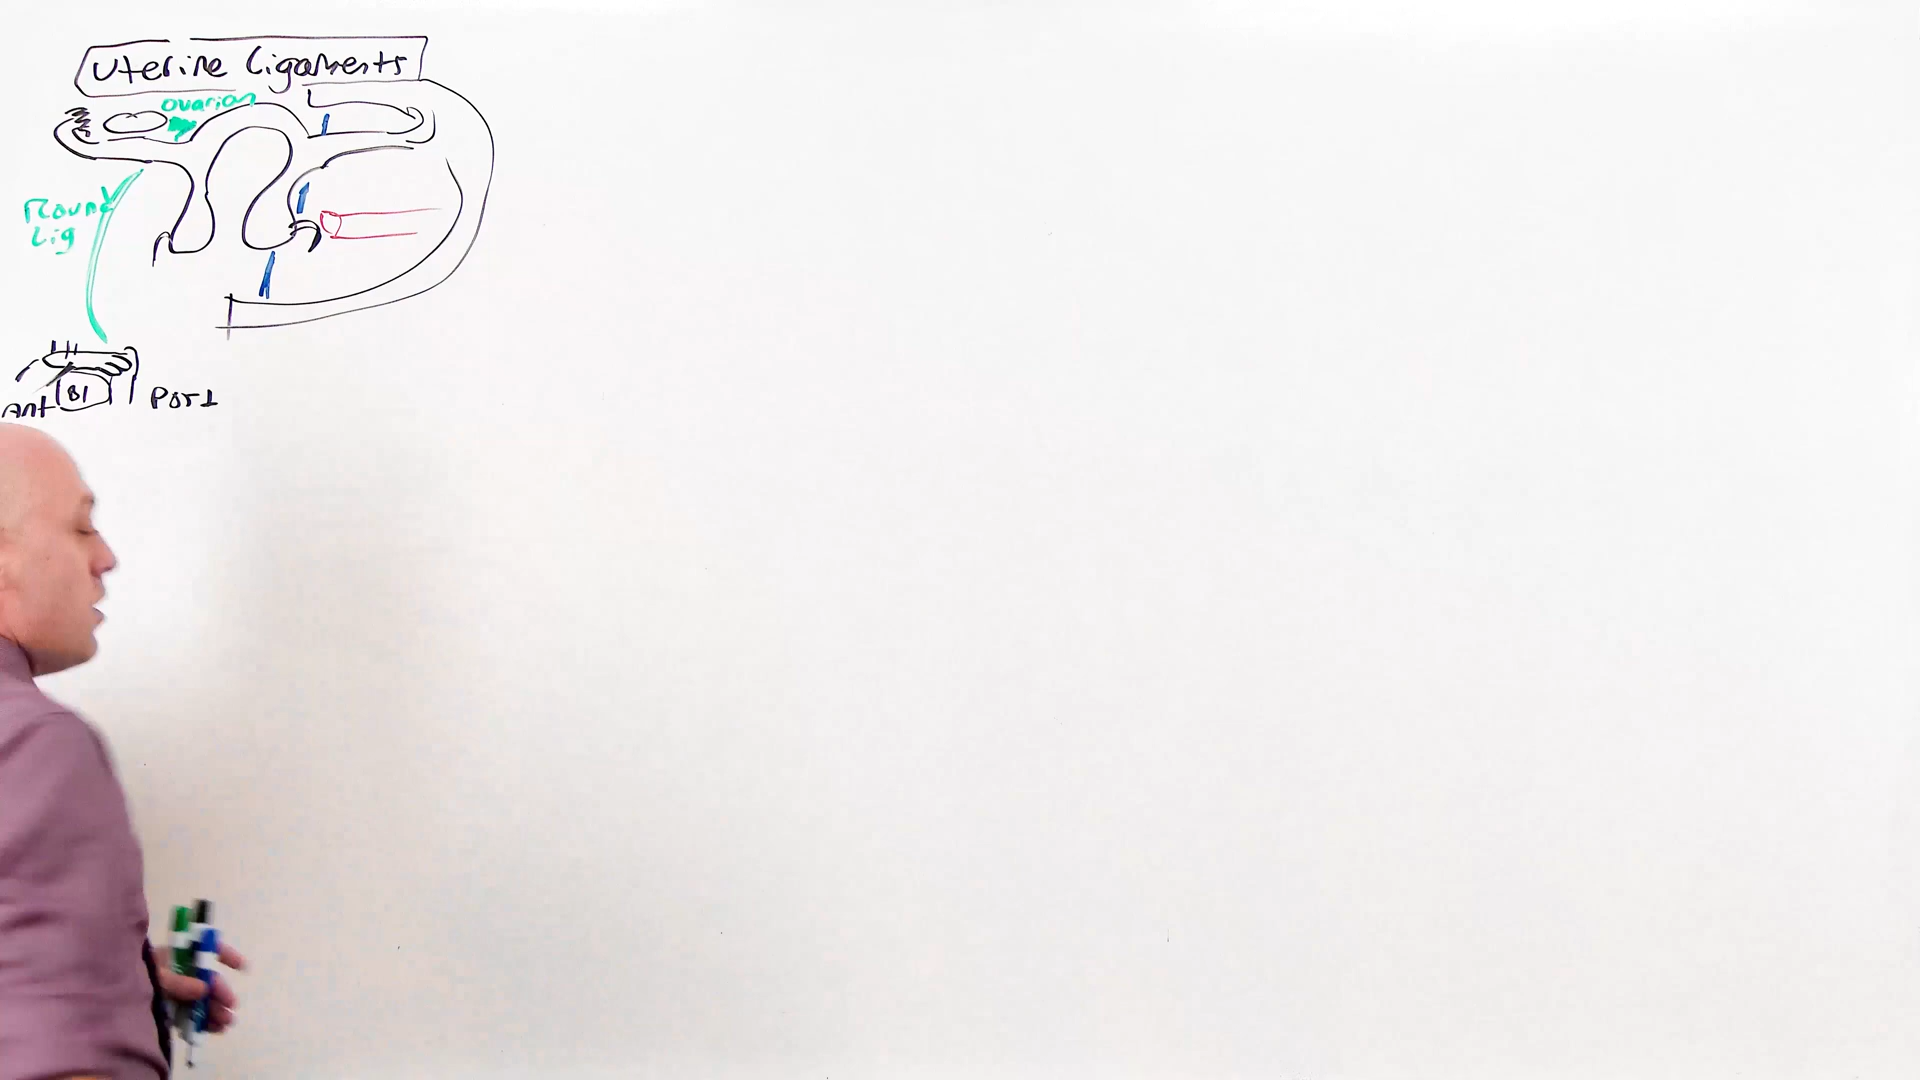 Uterine Ligaments
ovarian
Round
Lig
Ant
Bl
Post